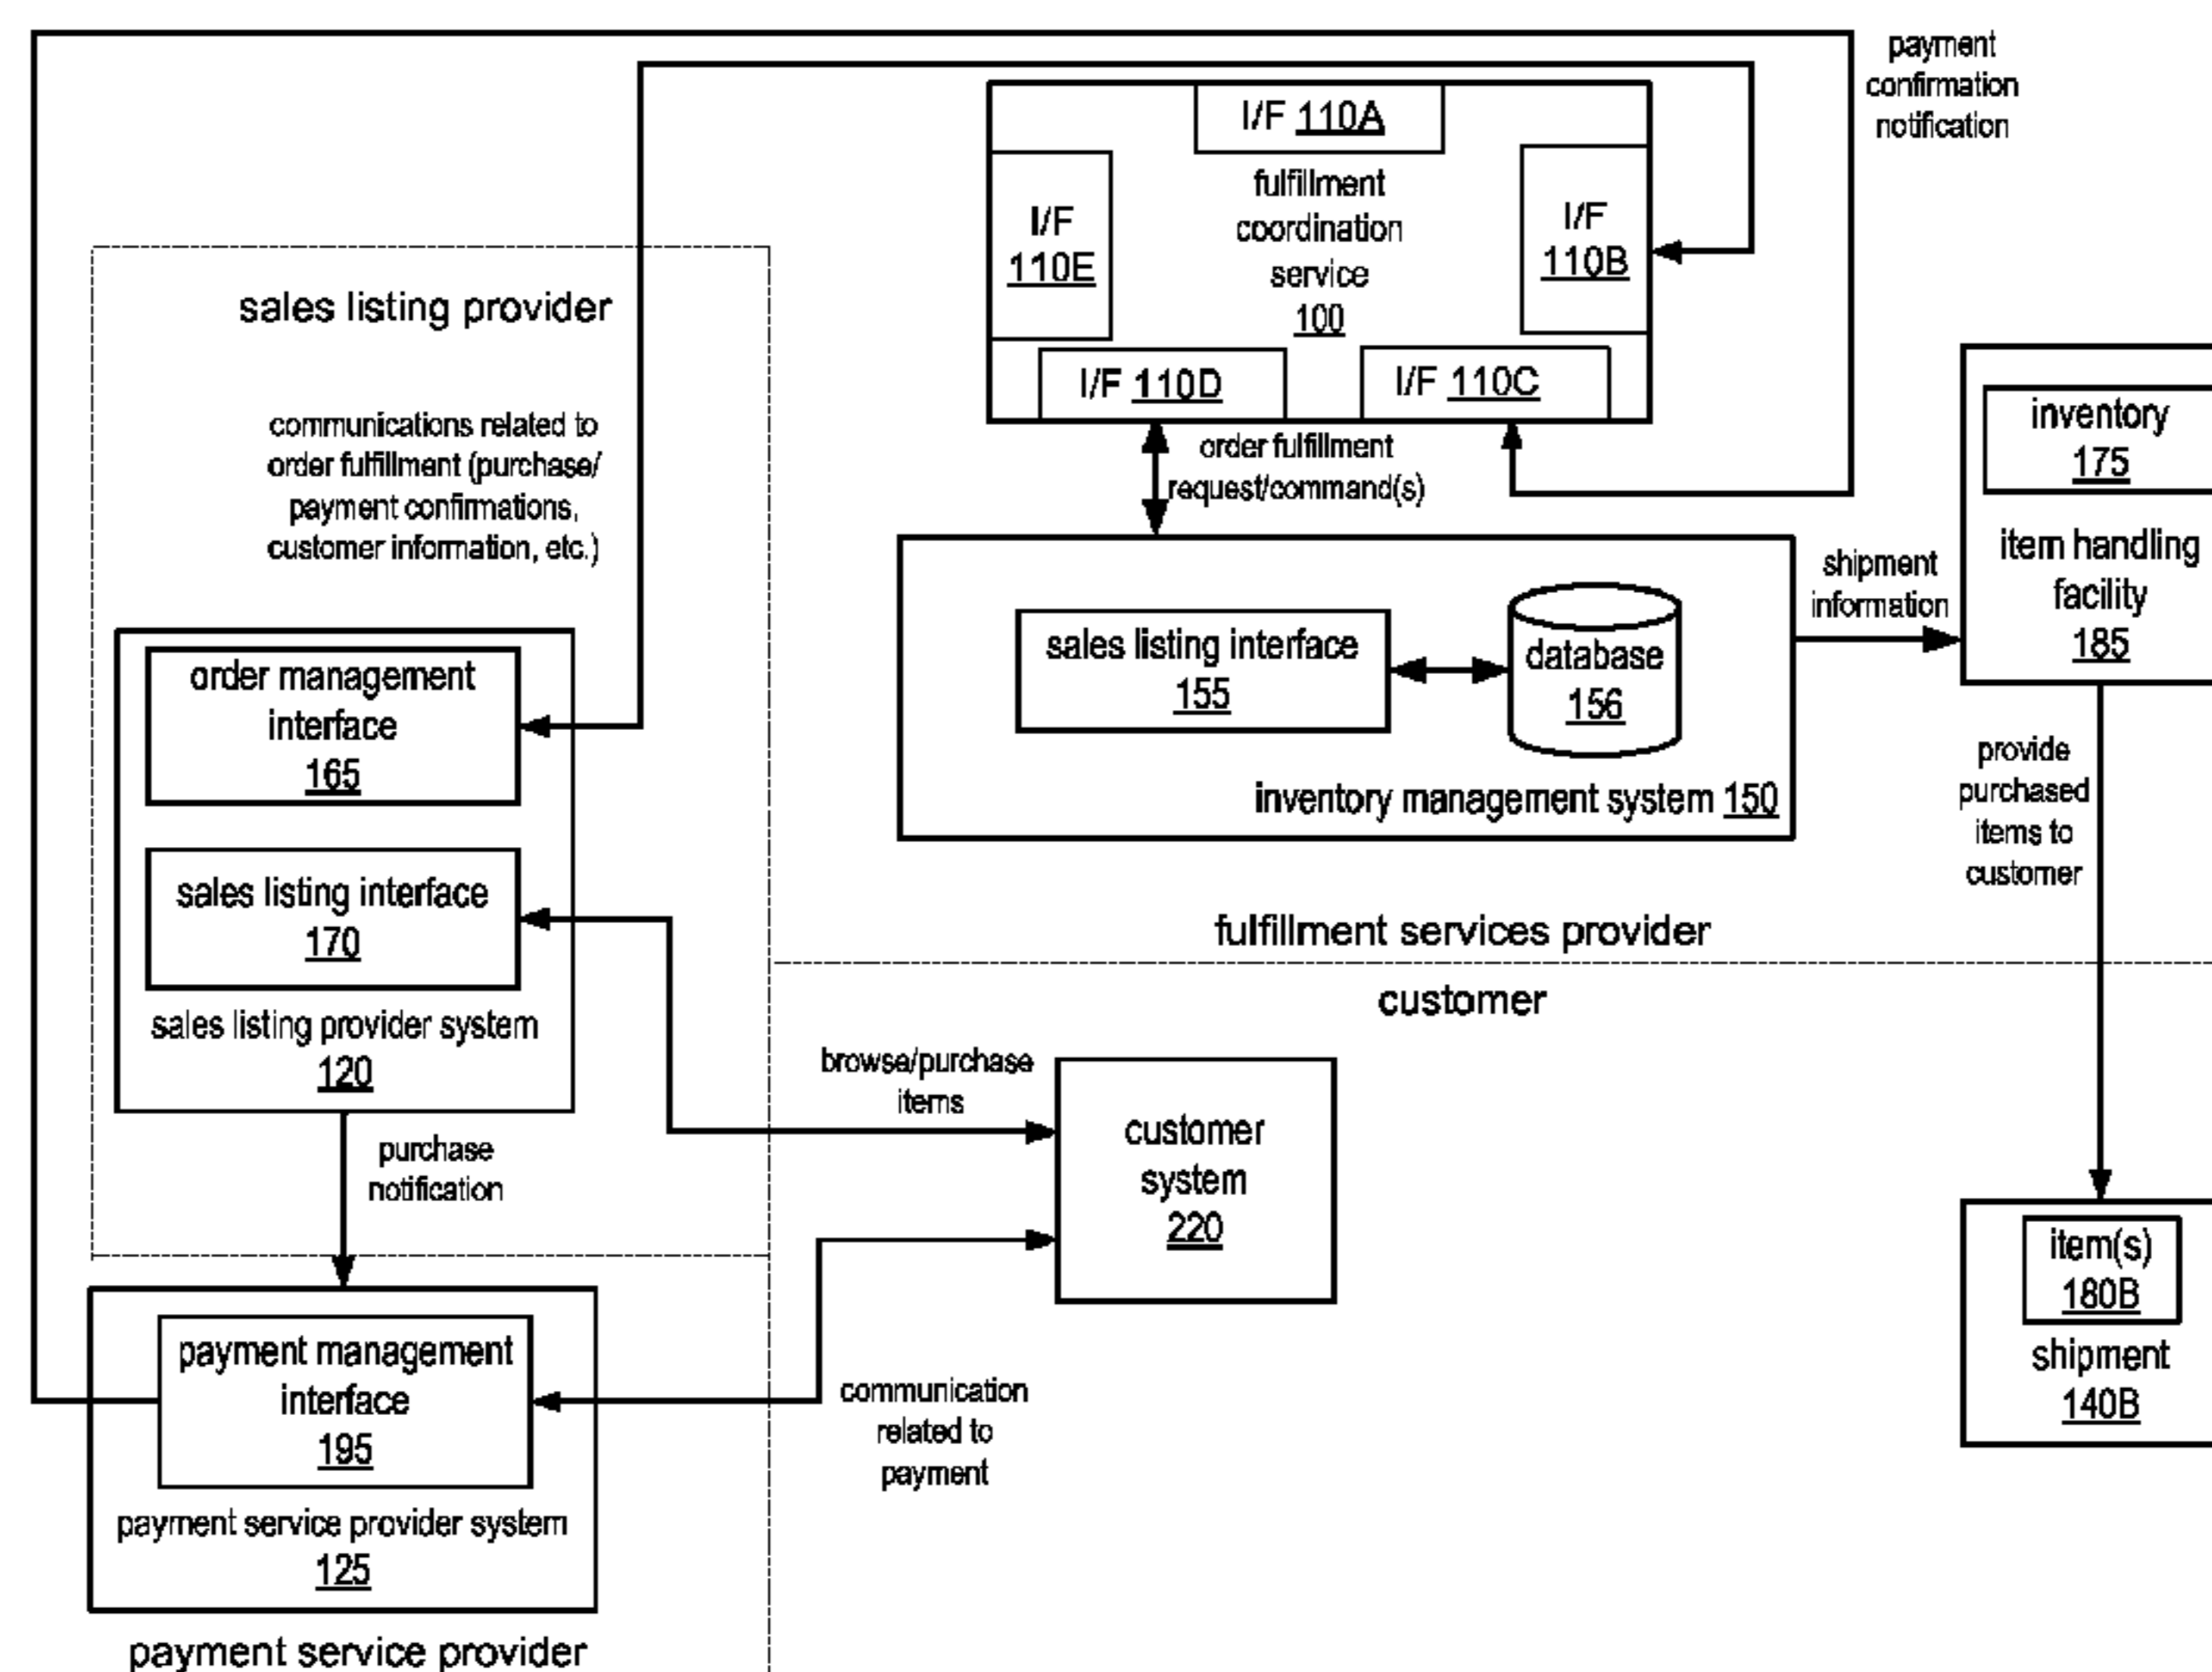 payment
confirmation
notification
I/F 110A
fulfillment
coordination
service
100
I/F
110E
I/F
110B
I/F 110D
I/F 110C
sales listing provider
communications related to
order fulfillment (purchase/
payment confirmations,
customer information, etc.)
order fulfillment
request/command(s)
inventory
175
item handling
facility
185
shipment
information
sales listing interface
155
database
156
inventory management system 150
order management
interface
165
sales listing interface
170
sales listing provider system
120
provide
purchased
items to
customer
fulfillment services provider
customer
browse/purchase
items
customer
system
220
purchase
notification
item(s)
180B
shipment
140B
payment management
interface
195
payment service provider system
125
communication
related to
payment
payment service provider